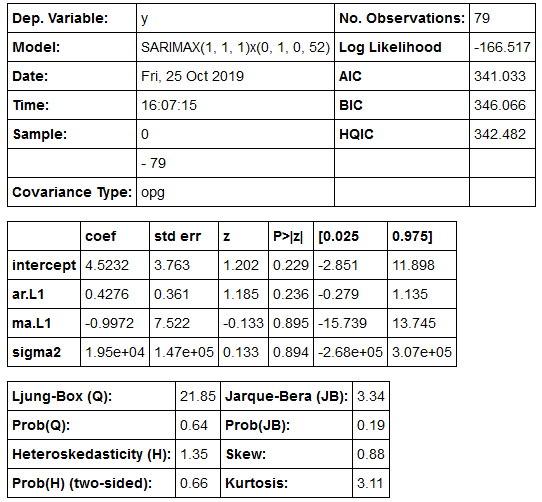 Dep. Variable: y No. Observations: 79
Model: SARIMAX(1, 1, 1)x(0, 1, 0, 52) Log Likelihood -166.517
Date: Fri, 25 Oct 2019 AIC 341.033
Time: 16:07:15 BIC 346.066
Sample: 0 HQIC 342.482
- 79
Covariance Type: opg
coef std err z P>|z| [0.025 0.975]
intercept 4.5232 3.763 1.202 0.229 -2.851 11.898
ar.L1 0.4276 0.361 1.185 0.236 -0.279 1.135
ma.L1 -0.9972 7.522 -0.133 0.895 -15.739 13.745
sigma2 1.95e+04 1.47e+05 0.133 0.894 -2.68e+05 3.07e+05
Ljung-Box (Q): 21.85 Jarque-Bera (JB): 3.34
Prob(Q): 0.64 Prob(JB): 0.19
Heteroskedasticity (H): 1.35 Skew: 0.88
Prob(H) (two-sided): 0.66 Kurtosis: 3.11